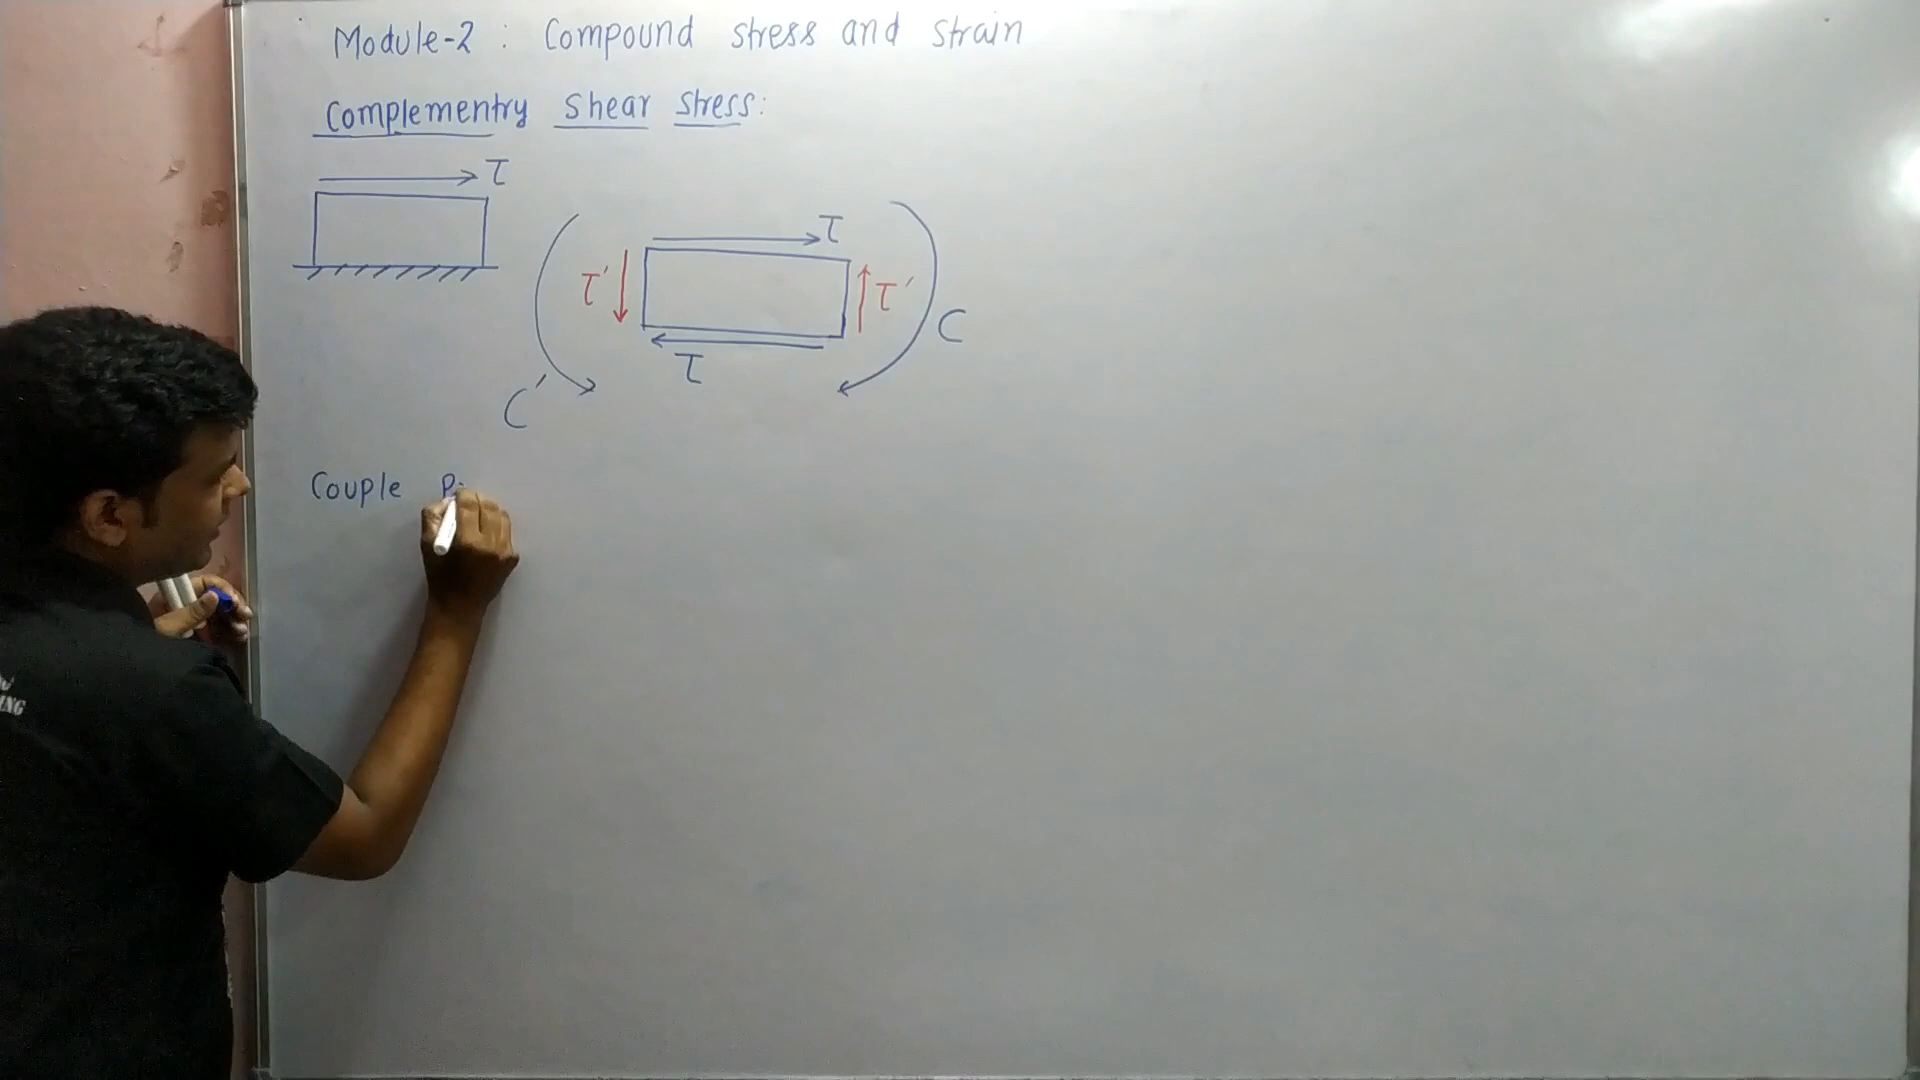 Module-2 : Compound stress and strain
Complementry shear stress:
τ
τ
τ' τ'
C
τ
C'
Couple